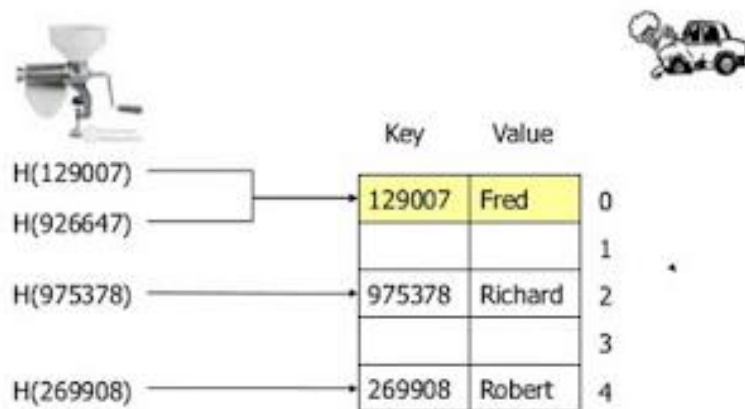 Key Value
H(129007)
129007 Fred 0
H(926647)
1
H(975378) 975378 Richard 2
3
H(269908) 269908 Robert 4